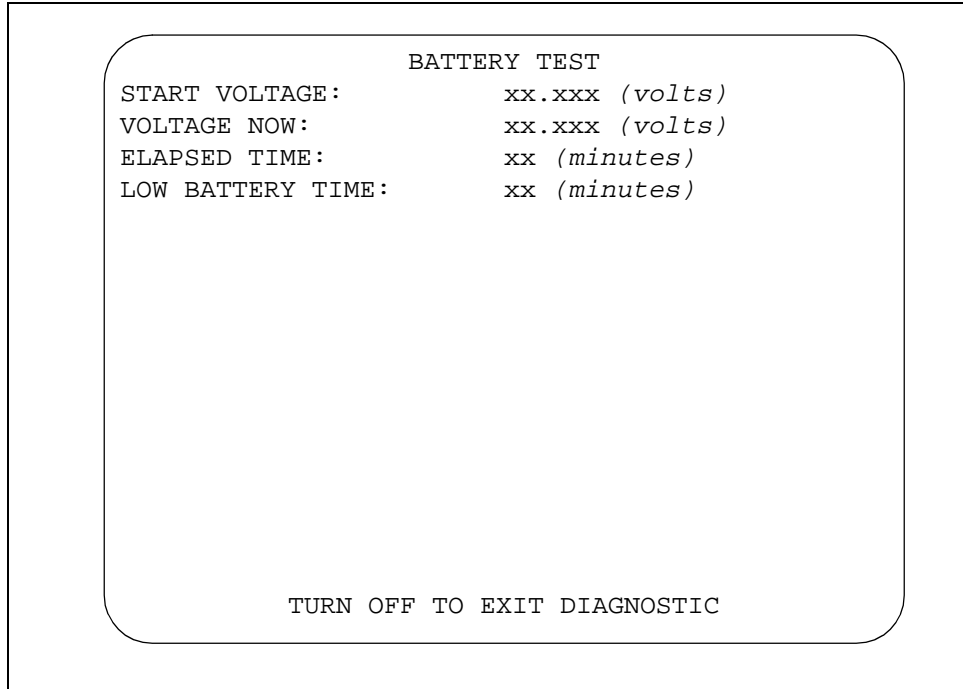 BATTERY TEST
START VOLTAGE: xx.xxx (volts)
VOLTAGE NOW: xx.xxx (volts)
ELAPSED TIME: xx (minutes)
LOW BATTERY TIME: xx (minutes)
TURN OFF TO EXIT DIAGNOSTIC